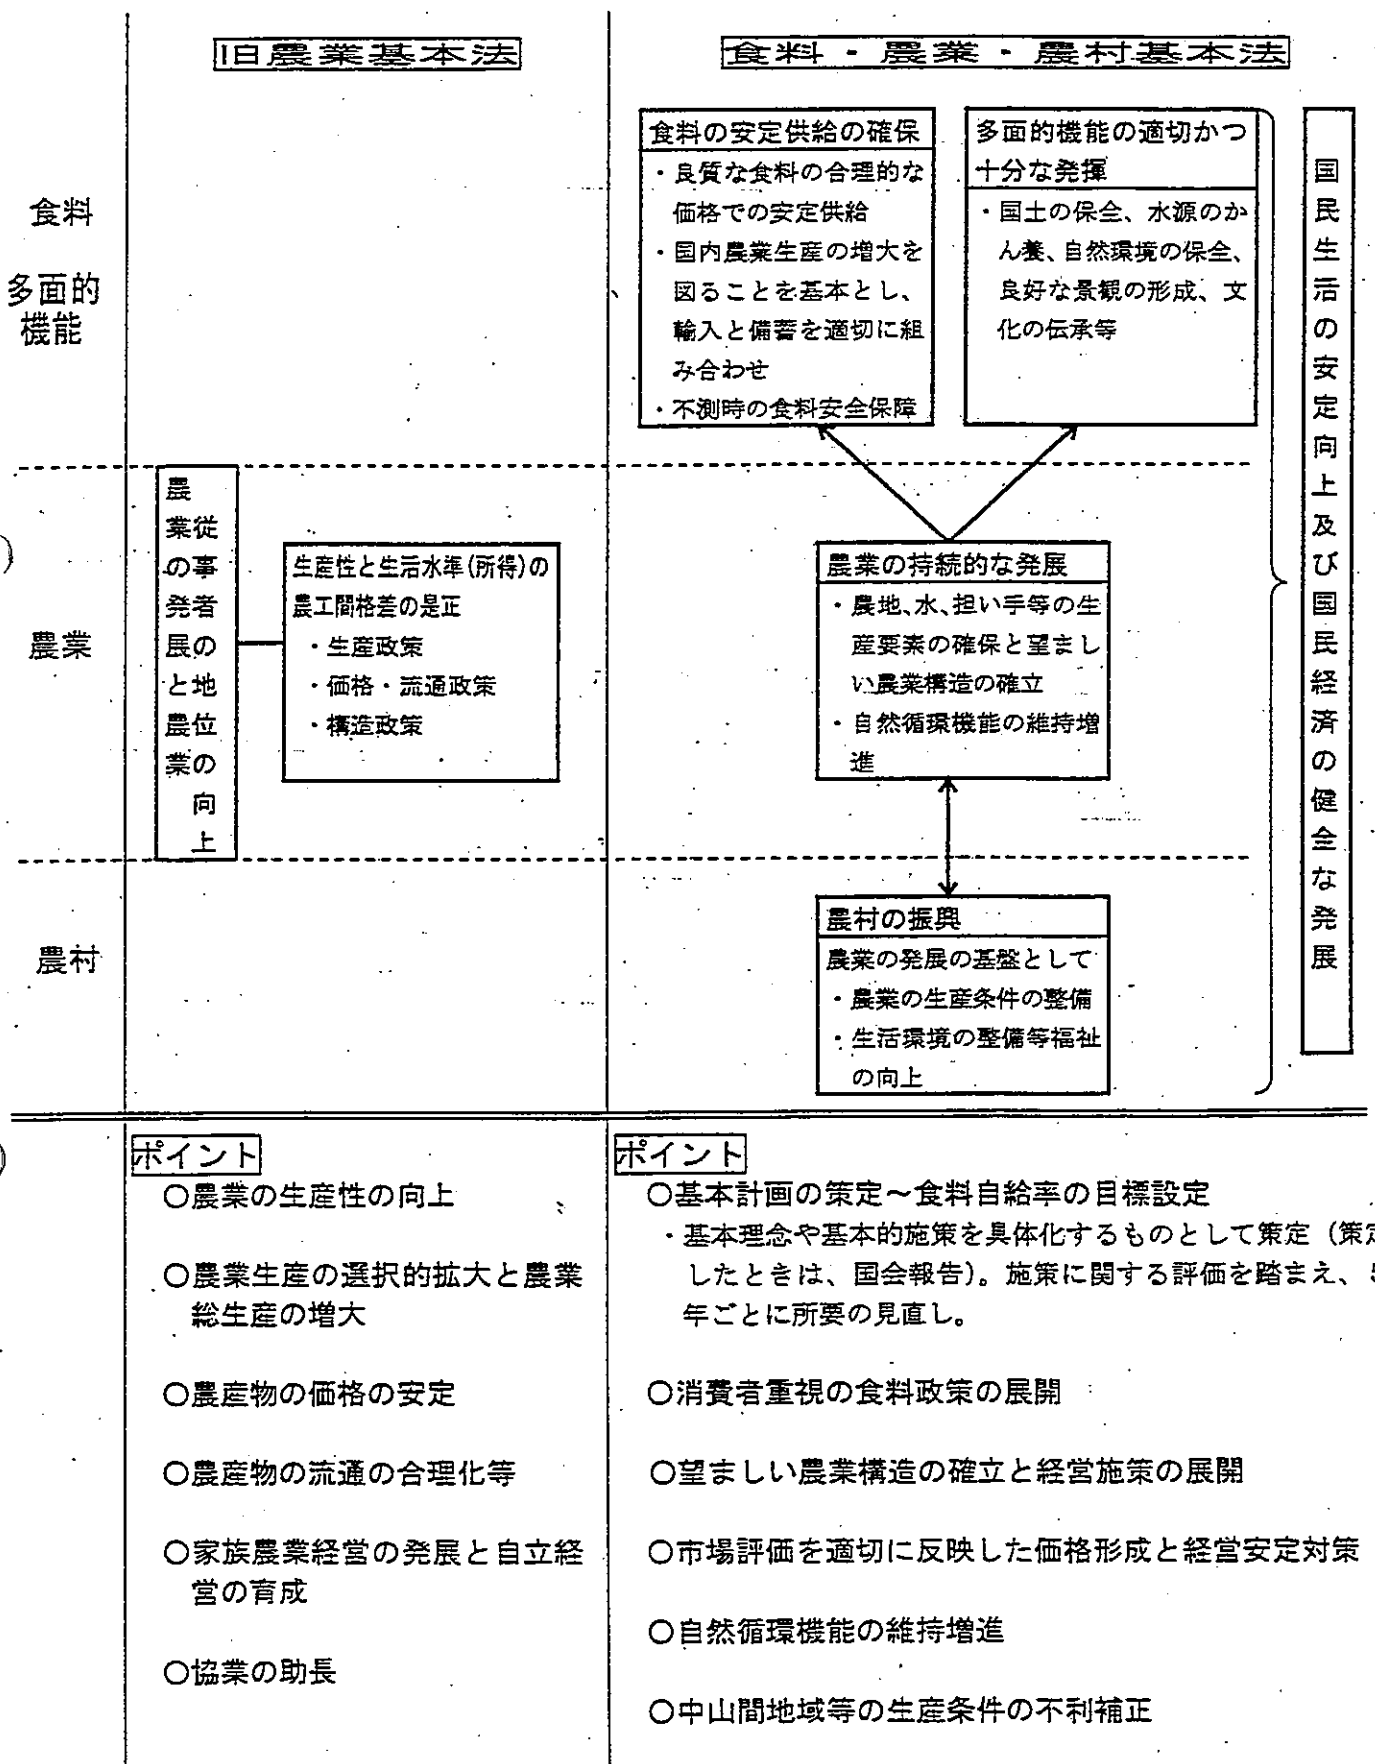 旧農業基本法
食料・農業・農村基本法
食料
多面的
機能
食料の安定供給の確保
・良質な食料の合理的な
価格での安定供給
・国内農業生産の増大を
図ることを基本とし、
輸入と備蓄を適切に組
み合わせ
・不測時の食料安全保障
多面的機能の適切かつ
十分な発揮
・国土の保全、水源のか
ん養、自然環境の保全、
良好な景観の形成、文
化の伝承等
国民生活の安定向上及び国民経済の健全な発展
農業
農業の発展と農業
従事者の地位の向上
生産性と生活水準(所得)の
農工間格差の是正
・生産政策
・価格・流通政策
・構造政策
農業の持続的な発展
・農地、水、担い手等の生
産要素の確保と望まし
い農業構造の確立
・自然循環機能の維持増
進
農村
農村の振興
農業の発展の基盤として
・農業の生産条件の整備
・生活環境の整備等福祉
の向上
ポイント
○農業の生産性の向上
○農業生産の選択的拡大と農業
総生産の増大
○農産物の価格の安定
○農産物の流通の合理化等
○家族農業経営の発展と自立経
営の育成
○協業の助長
ポイント
○基本計画の策定～食料自給率の目標設定
・基本理念や基本的施策を具体化するものとして策定（策定
したときは、国会報告）。施策に関する評価を踏まえ、5
年ごとに所要の見直し。
○消費者重視の食料政策の展開
○望ましい農業構造の確立と経営施策の展開
○市場評価を適切に反映した価格形成と経営安定対策
○自然循環機能の維持増進
○中山間地域等の生産条件の不利補正